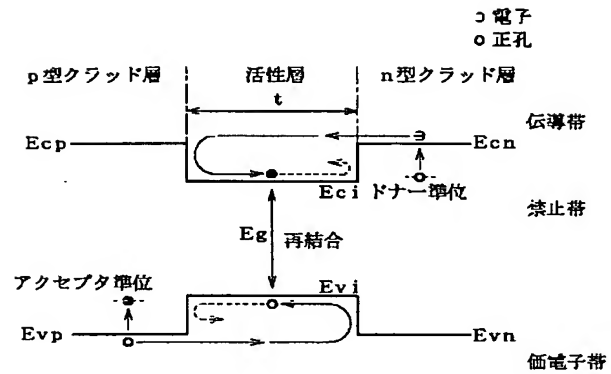 電子
正孔
p型クラッド層 活性層 n型クラッド層
t
伝導帯
Ecp Ecn
Eci ドナー準位
禁止帯
Eg 再結合
アクセプタ準位
Evi
Evp Evn
価電子帯